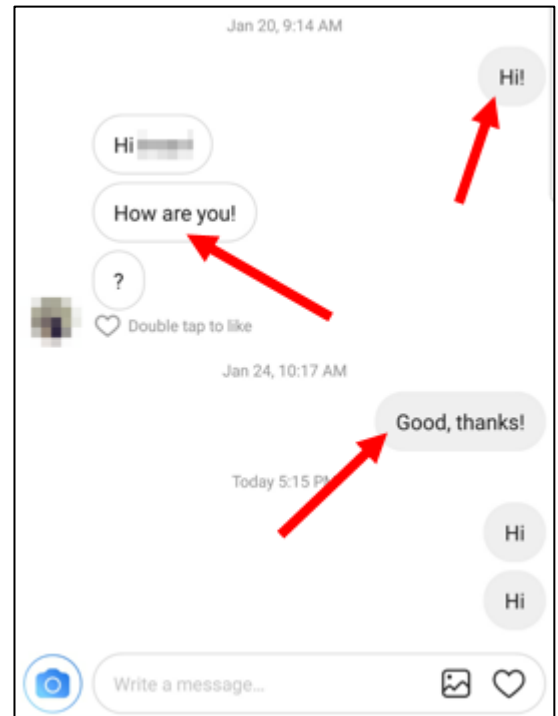 Jan 20, 9:14 AM
Hi!
Hi
How are you!
?
Double tap to like
Jan 24, 10:17 AM
Good, thanks!
Today 5:15 PM
Hi
Hi
Write a message...